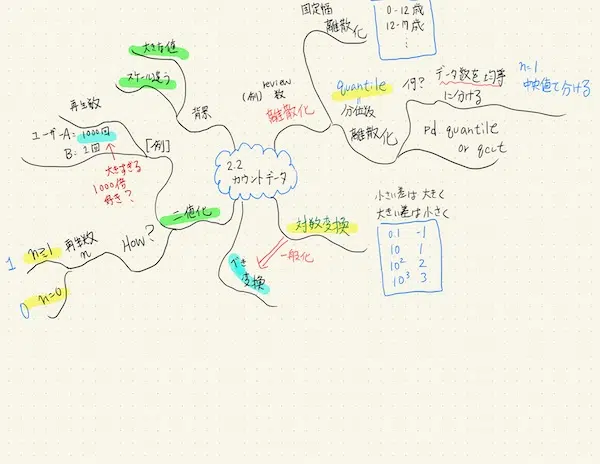 2.2
カウントデータ
背景
大きな値
スケール違う
(例)
review
数
離散化
固定幅
離散化
0-12歳
12-17歳
⋮
quantile
=
分位数
離散化
何?
データ数を均等
に分ける
n=1
中央値で分ける
pd quantile
or qcut
対数変換
小さい差は大きく
大きい差は小さく
0.1 -1
10 1
10² 2
10³ 3
一般化
べき
変換
二値化
[例]
再生数
ユーザーA=1000回
B=2回
大きすぎる
1000倍
好き?
How?
再生数
n
1 n≧1
0 n=0